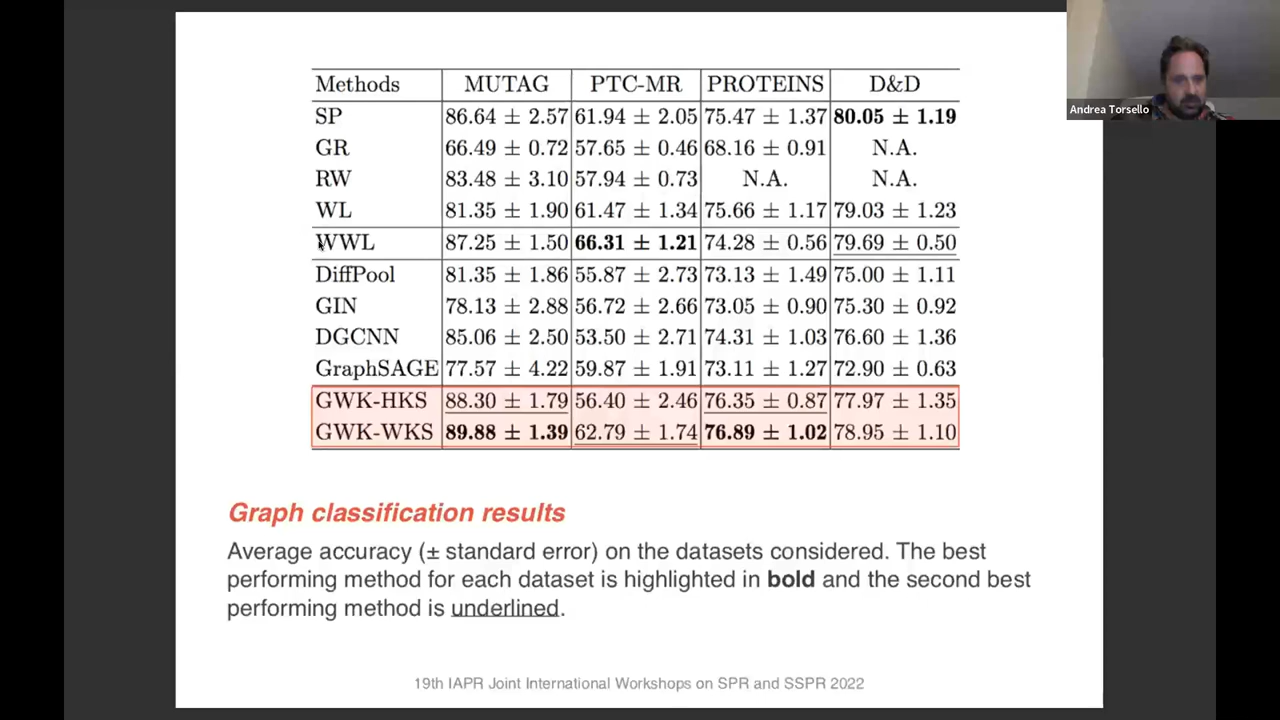 Methods MUTAG PTC-MR PROTEINS D&D
SP 86.64 ± 2.57 61.94 ± 2.05 75.47 ± 1.37 80.05 ± 1.19
GR 66.49 ± 0.72 57.65 ± 0.46 68.16 ± 0.91 N.A.
RW 83.48 ± 3.10 57.94 ± 0.73 N.A. N.A.
WL 81.35 ± 1.90 61.47 ± 1.34 75.66 ± 1.17 79.03 ± 1.23
WWL 87.25 ± 1.50 66.31 ± 1.21 74.28 ± 0.56 79.69 ± 0.50
DiffPool 81.35 ± 1.86 55.87 ± 2.73 73.13 ± 1.49 75.00 ± 1.11
GIN 78.13 ± 2.88 56.72 ± 2.66 73.05 ± 0.90 75.30 ± 0.92
DGCNN 85.06 ± 2.50 53.50 ± 2.71 74.31 ± 1.03 76.60 ± 1.36
GraphSAGE 77.57 ± 4.22 59.87 ± 1.91 73.11 ± 1.27 72.90 ± 0.63
GWK-HKS 88.30 ± 1.79 56.40 ± 2.46 76.35 ± 0.87 77.97 ± 1.35
GWK-WKS 89.88 ± 1.39 62.79 ± 1.74 76.89 ± 1.02 78.95 ± 1.10
Graph classification results
Average accuracy (± standard error) on the datasets considered. The best
performing method for each dataset is highlighted in bold and the second best
performing method is underlined.
19th IAPR Joint International Workshops on SPR and SSPR 2022
Andrea Torsello